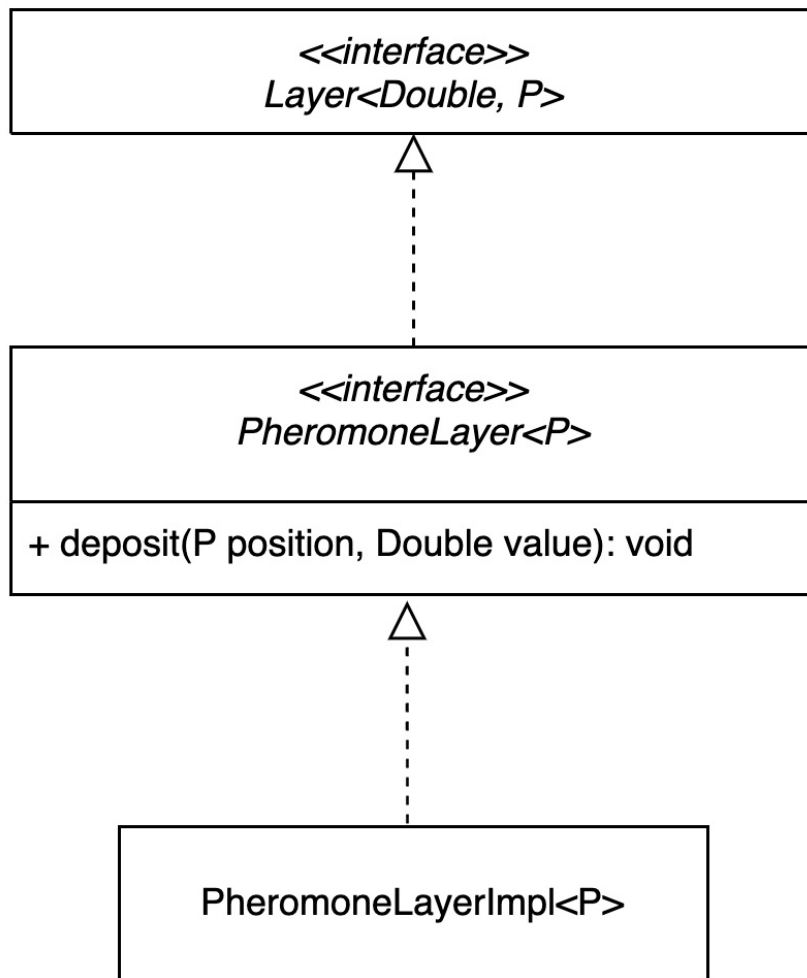 <<interface>>
Layer<Double, P>
<<interface>>
PheromoneLayer<P>
+ deposit(P position, Double value): void
PheromoneLayerImpl<P>